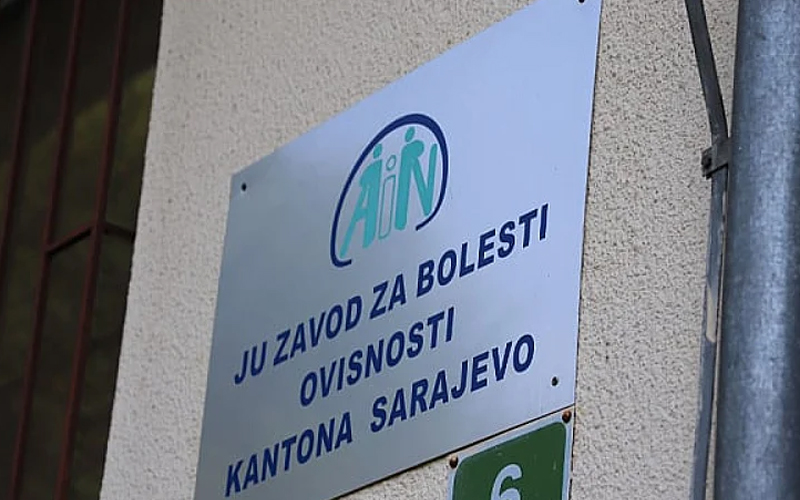 AiN
JU ZAVOD ZA BOLESTI
OVISNOSTI
KANTONA SARAJEVO
6